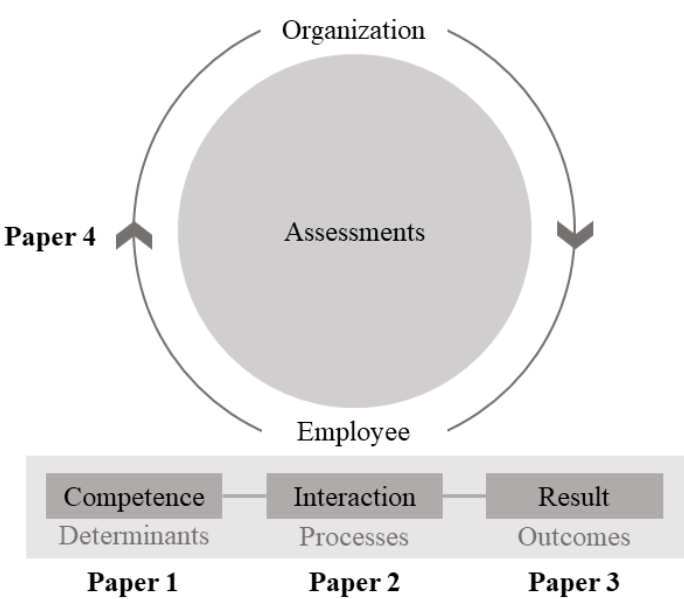 Organization
Assessments
Paper 4
Employee
Competence Interaction Result
Determinants Processes Outcomes
Paper 1 Paper 2 Paper 3